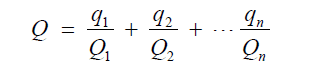 Q = q₁/Q₁ + q₂/Q₂ + ⋯ qₙ/Qₙ